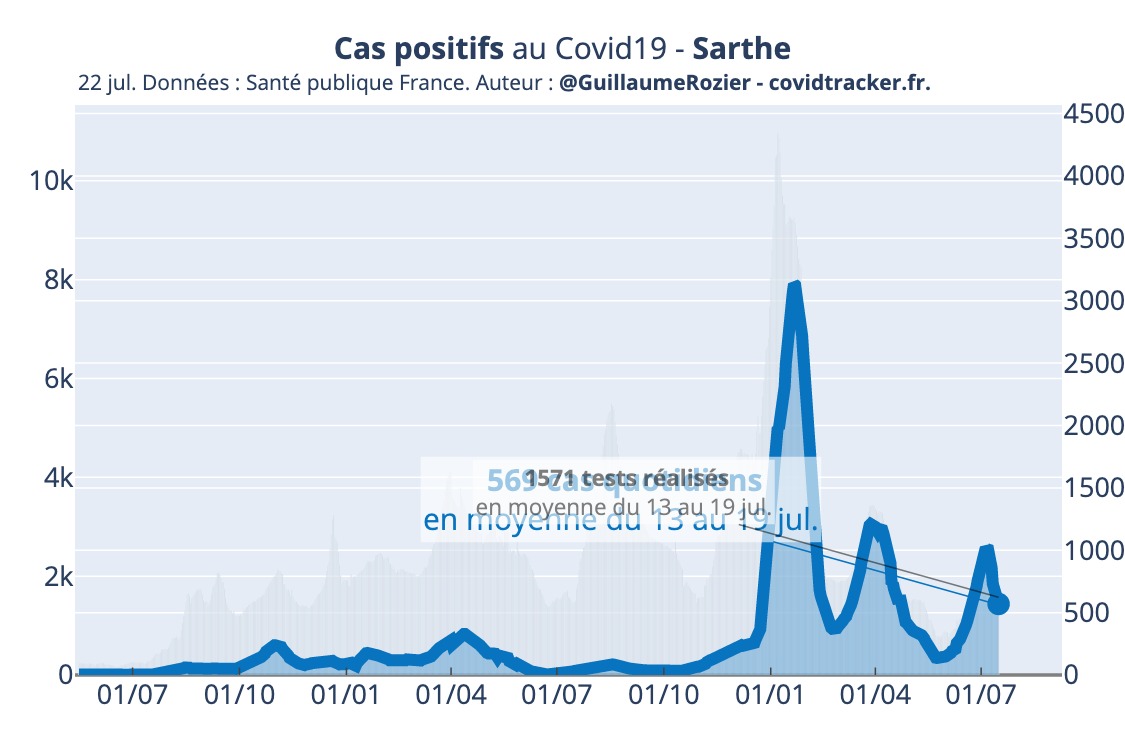 Cas positifs au Covid19 - Sarthe
22 jul. Données : Santé publique France. Auteur : @GuillaumeRozier - covidtracker.fr.
4500
10k
4000
3500
8k
3000
6k
2500
2000
4k
1500
569 cas quotidiens
1571 tests réalisés
en moyenne du 13 au 19 jul.
en moyenne du 13 au 19 jul.
2k
1000
500
0
0
01/07
01/10
01/01
01/04
01/07
01/10
01/01
01/04
01/07